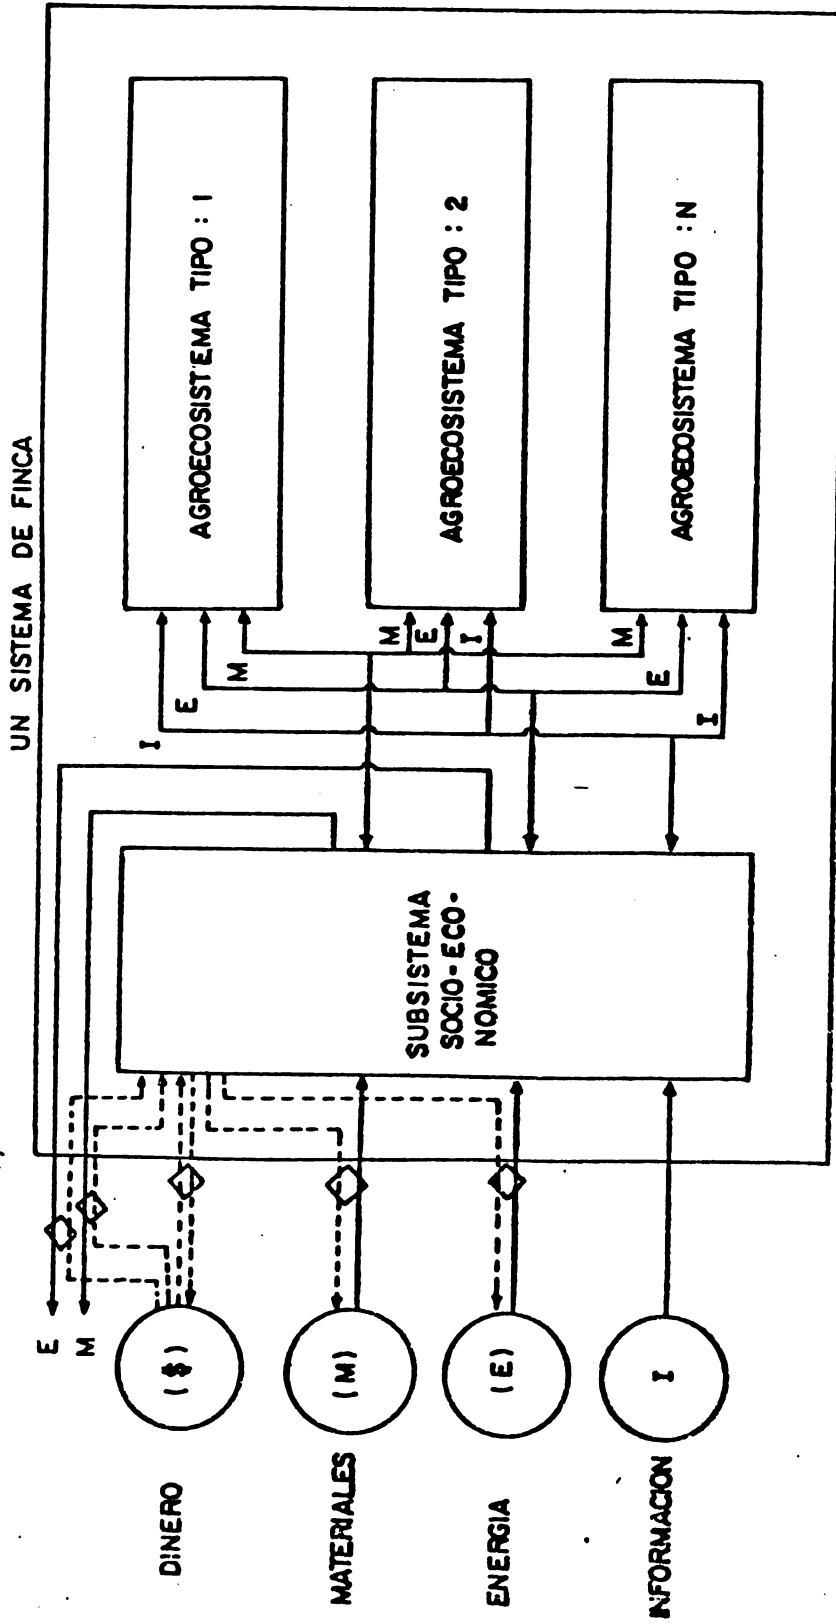 UN SISTEMA DE FINCA
E
M
DINERO
($)
MATERIALES
(M)
ENERGIA
(E)
INFORMACION
I
SUBSISTEMA
SOCIO-ECO-
NOMICO
I
E
M
M
E
I
M
E
I
AGROECOSISTEMA TIPO : 1
AGROECOSISTEMA TIPO : 2
AGROECOSISTEMA TIPO : N